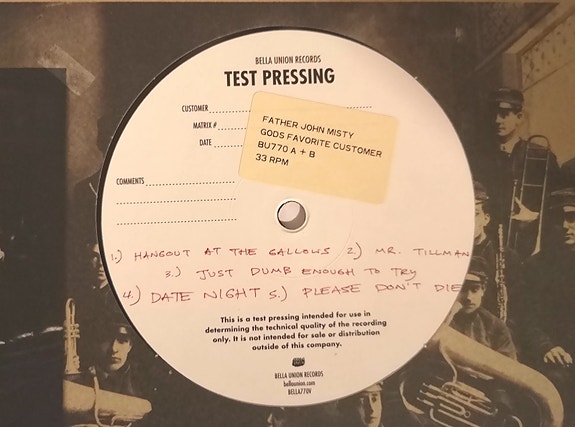 BELLA UNION RECORDS
TEST PRESSING
CUSTOMER
MATRIX #
DATE
FATHER JOHN MISTY
GODS FAVORITE CUSTOMER
BU770 A + B
33 RPM
COMMENTS
1.) HANGOUT AT THE GALLOWS 2.) MR. TILLMAN
3.) JUST DUMB ENOUGH TO TRY
4.) DATE NIGHT 5.) PLEASE DON'T DIE
This is a test pressing intended for use in
determining the technical quality of the recording
only. It is not intended for sale or distribution
outside of this company.
BELLA UNION RECORDS
bellaunion.com
BELLA770V